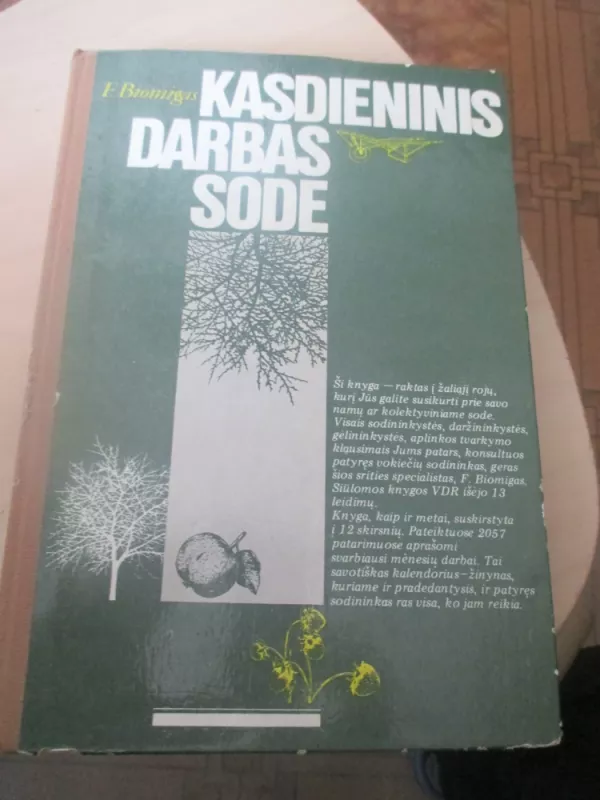 F. Biomigas KASDIENINIS
DARBAS
SODE
Ši knyga — raktas į žaliąjį rojų,
kurį Jūs galite susikurti prie savo
namų ar kolektyviniame sode.
Visais sodininkystės, daržininkystės,
gėlininkystės, aplinkos tvarkymo
klausimais Jums patars, konsultuos
patyręs vokiečių sodininkas, geras
šios srities specialistas, F. Biomigas.
Siūlomos knygos VDR išėjo 13
leidimų.
Knyga, kaip ir metai, suskirstyta
į 12 skirsnių. Pateiktuose 2057
patarimuose aprašomi
svarbiausi mėnesių darbai. Tai
savotiškas kalendorius–žinynas,
kuriame ir pradedantysis, ir patyręs
sodininkas ras visa, ko jam reikia.